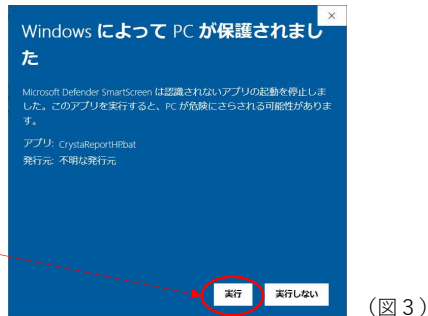 Windows によって PC が保護されまし
た
Microsoft Defender SmartScreen は認識されないアプリの起動を停止しま
した。このアプリを実行すると、PC が危険にさらされる可能性がありま
す。
アプリ: CrystaReportHP.bat
発行元: 不明な発行元
実行 実行しない
（図３）